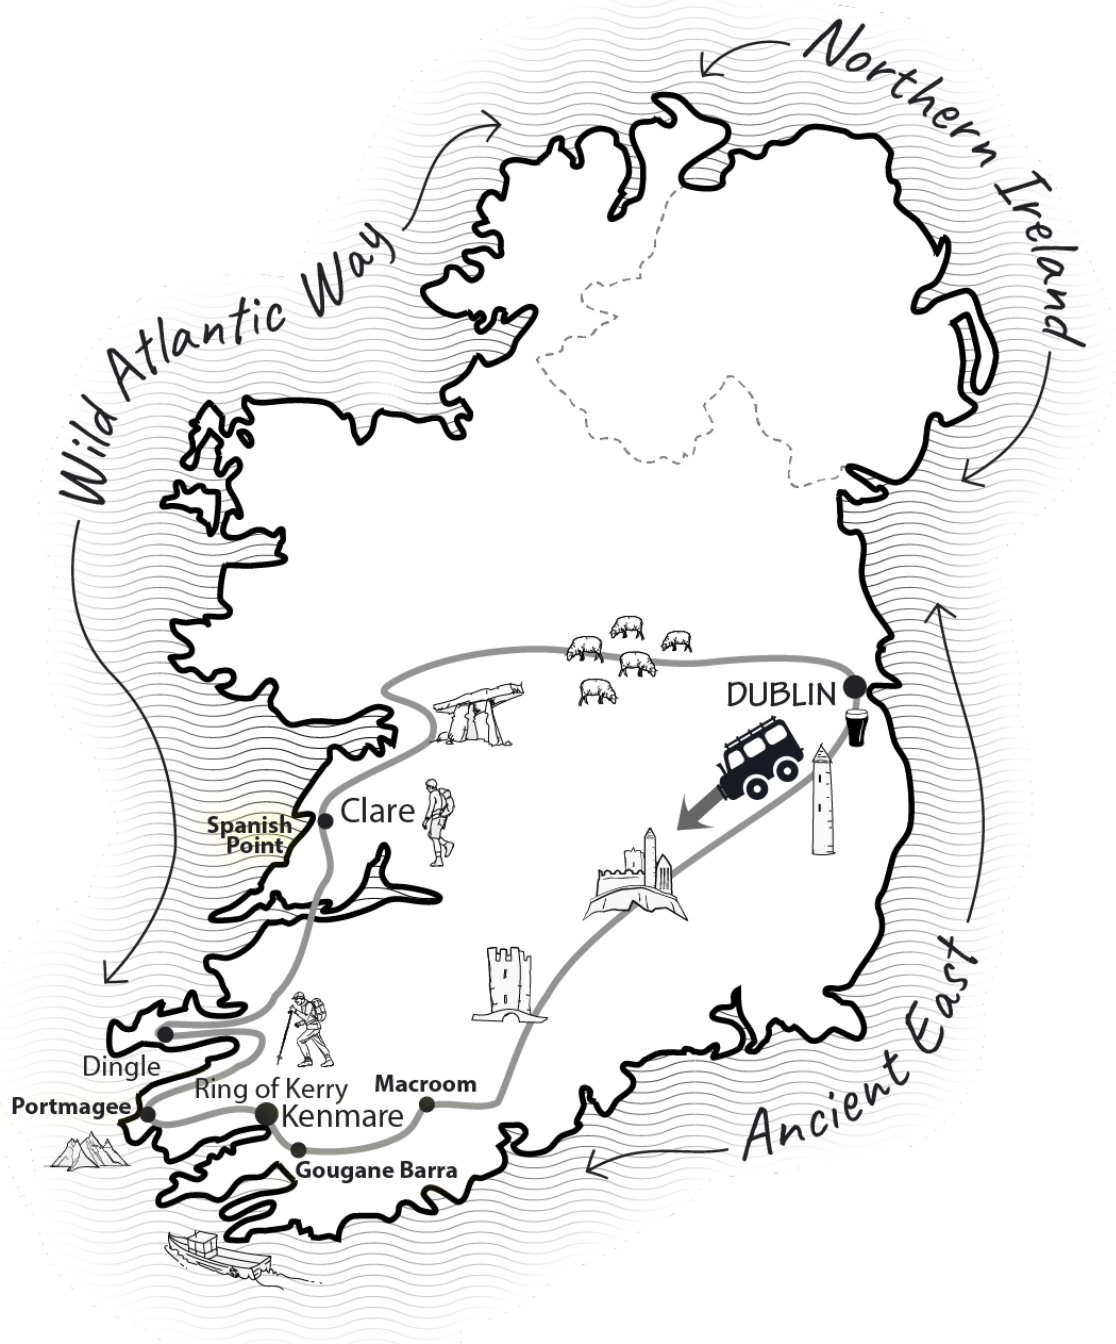 Northern Ireland
Wild Atlantic Way
DUBLIN
Clare
Spanish
Point
Ancient East
Dingle
Ring of Kerry
Macroom
Portmagee
Kenmare
Gougane Barra